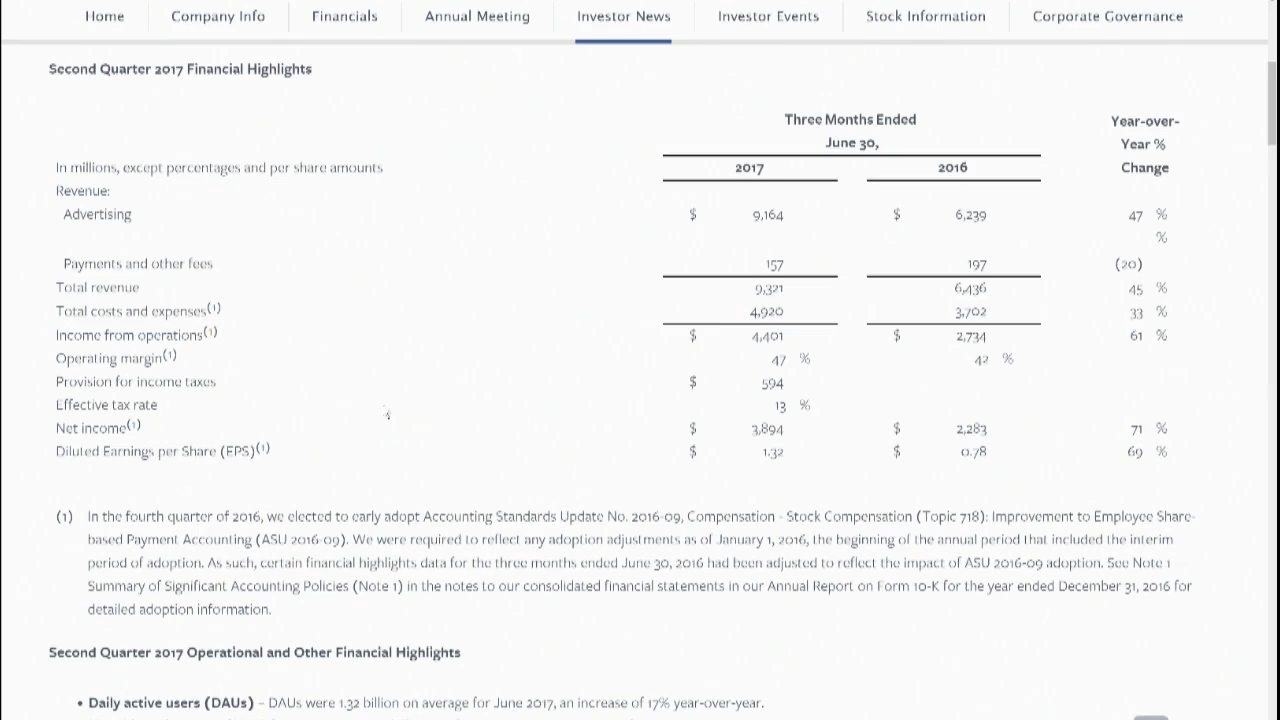 Home Company Info Financials Annual Meeting Investor News Investor Events Stock Information Corporate Governance
Second Quarter 2017 Financial Highlights
Three Months Ended Year-over-
June 30, Year %
In millions, except percentages and per share amounts 2017 2016 Change
Revenue:
Advertising $ 9,164 $ 6,239 47 %
%
Payments and other fees 157 197 (20)
Total revenue 9,321 6,436 45 %
Total costs and expenses(1) 4,920 3,702 33 %
Income from operations(1) $ 4,401 $ 2,734 61 %
Operating margin(1) 47 % 42 %
Provision for income taxes $ 594
Effective tax rate 13 %
Net income(1) $ 3,894 $ 2,283 71 %
Diluted Earnings per Share (EPS)(1) $ 1.32 $ 0.78 69 %
(1) In the fourth quarter of 2016, we elected to early adopt Accounting Standards Update No. 2016-09, Compensation - Stock Compensation (Topic 718): Improvement to Employee Share-
based Payment Accounting (ASU 2016-09). We were required to reflect any adoption adjustments as of January 1, 2016, the beginning of the annual period that included the interim
period of adoption. As such, certain financial highlights data for the three months ended June 30, 2016 had been adjusted to reflect the impact of ASU 2016-09 adoption. See Note 1
Summary of Significant Accounting Policies (Note 1) in the notes to our consolidated financial statements in our Annual Report on Form 10-K for the year ended December 31, 2016 for
detailed adoption information.
Second Quarter 2017 Operational and Other Financial Highlights
• Daily active users (DAUs) – DAUs were 1.32 billion on average for June 2017, an increase of 17% year-over-year.